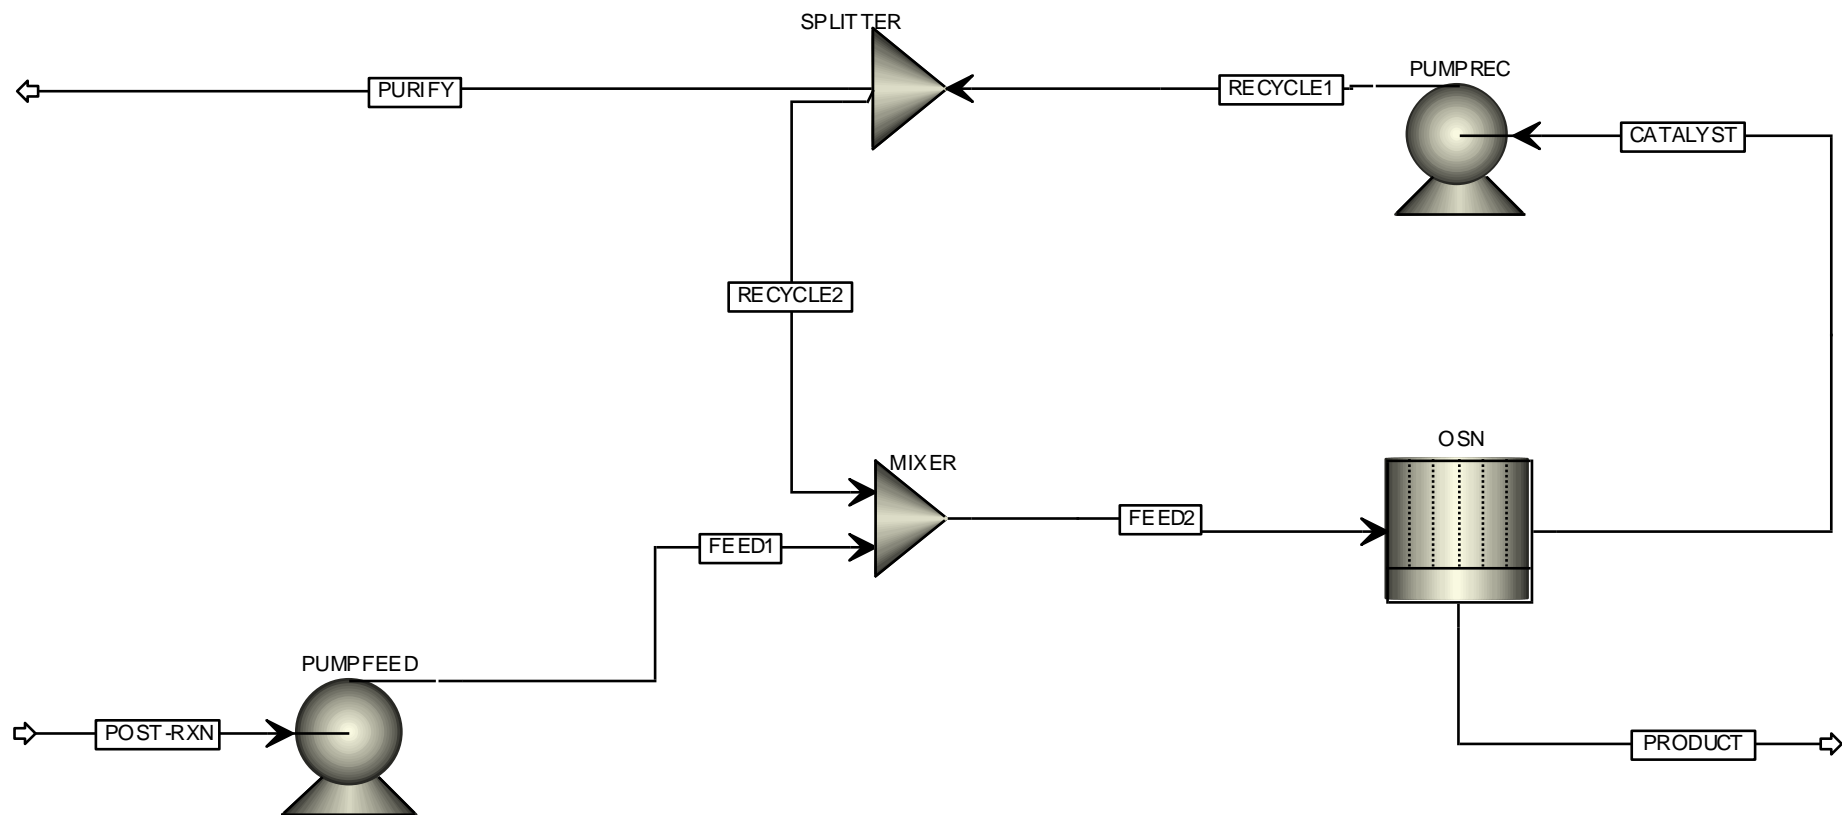 SPLITTER
PUMPREC
PURIFY
RECYCLE1
CATALYST
RECYCLE2
OSN
MIXER
FEED2
FEED1
PUMPFEED
POST-RXN
PRODUCT